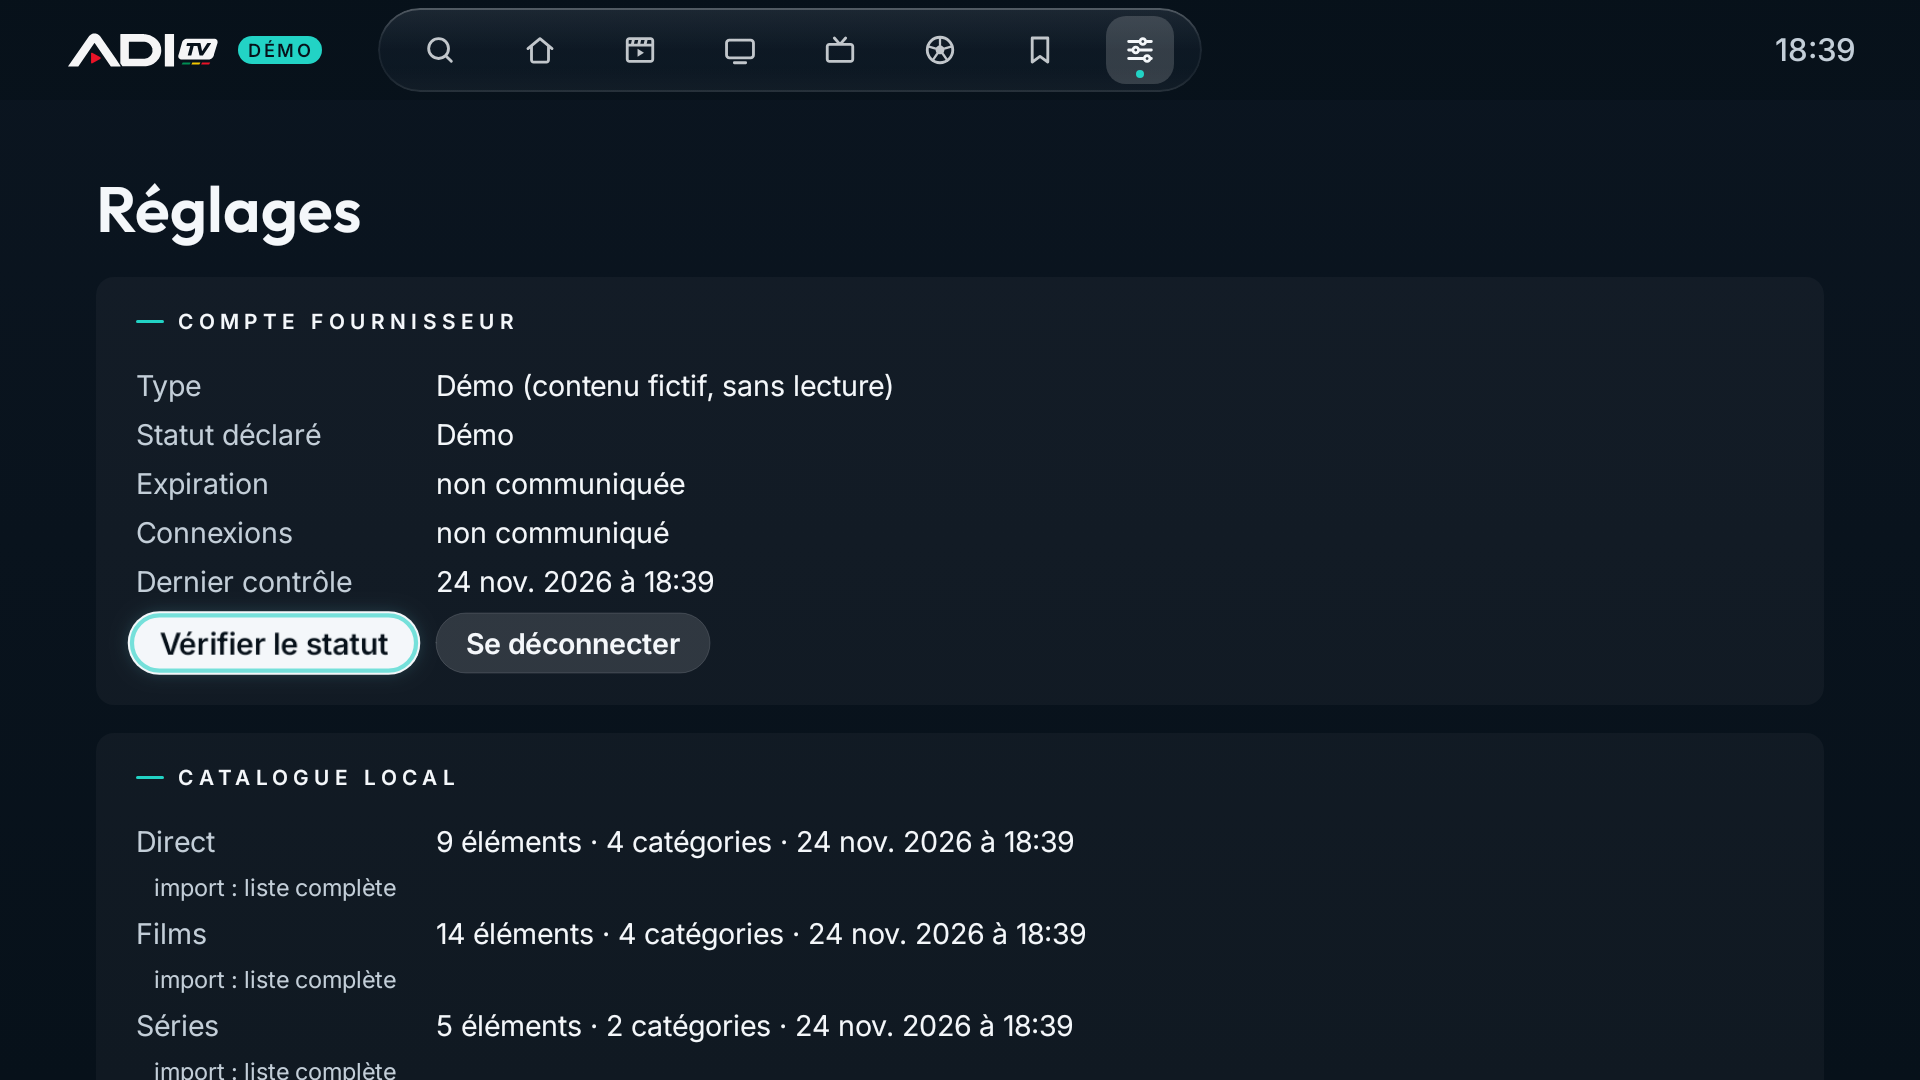 ADI TV DÉMO 18:39
Réglages
COMPTE FOURNISSEUR
Type Démo (contenu fictif, sans lecture)
Statut déclaré Démo
Expiration non communiquée
Connexions non communiqué
Dernier contrôle 24 nov. 2026 à 18:39
Vérifier le statut Se déconnecter
CATALOGUE LOCAL
Direct 9 éléments · 4 catégories · 24 nov. 2026 à 18:39
import : liste complète
Films 14 éléments · 4 catégories · 24 nov. 2026 à 18:39
import : liste complète
Séries 5 éléments · 2 catégories · 24 nov. 2026 à 18:39
import : liste complète